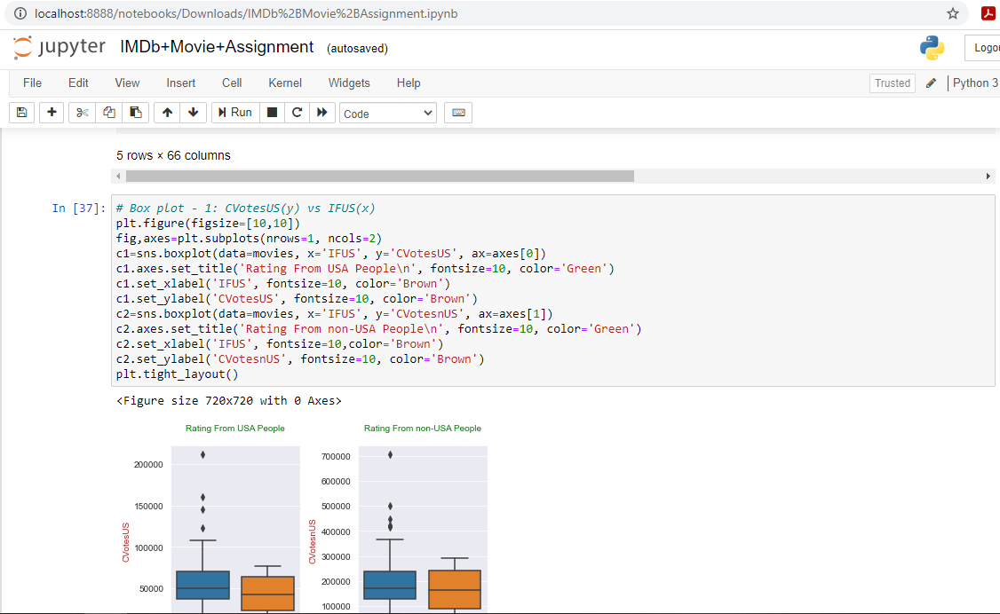 localhost:8888/notebooks/Downloads/IMDb%2BMovie%2BAssignment.ipynb
jupyter IMDb+Movie+Assignment (autosaved)
Logou
File Edit View Insert Cell Kernel Widgets Help
Trusted Python 3
Run Code
5 rows × 66 columns
In [37]:
# Box plot - 1: CVotesUS(y) vs IFUS(x)
plt.figure(figsize=[10,10])
fig,axes=plt.subplots(nrows=1, ncols=2)
c1=sns.boxplot(data=movies, x='IFUS', y='CVotesUS', ax=axes[0])
c1.axes.set_title('Rating From USA People\n', fontsize=10, color='Green')
c1.set_xlabel('IFUS', fontsize=10, color='Brown')
c1.set_ylabel('CVotesUS', fontsize=10, color='Brown')
c2=sns.boxplot(data=movies, x='IFUS', y='CVotesnUS', ax=axes[1])
c2.axes.set_title('Rating From non-USA People\n', fontsize=10, color='Green')
c2.set_xlabel('IFUS', fontsize=10,color='Brown')
c2.set_ylabel('CVotesnUS', fontsize=10, color='Brown')
plt.tight_layout()
<Figure size 720x720 with 0 Axes>
Rating From USA People
200000
150000
100000
50000
CVotesUS
Rating From non-USA People
700000
600000
500000
400000
300000
200000
100000
CVotesnUS